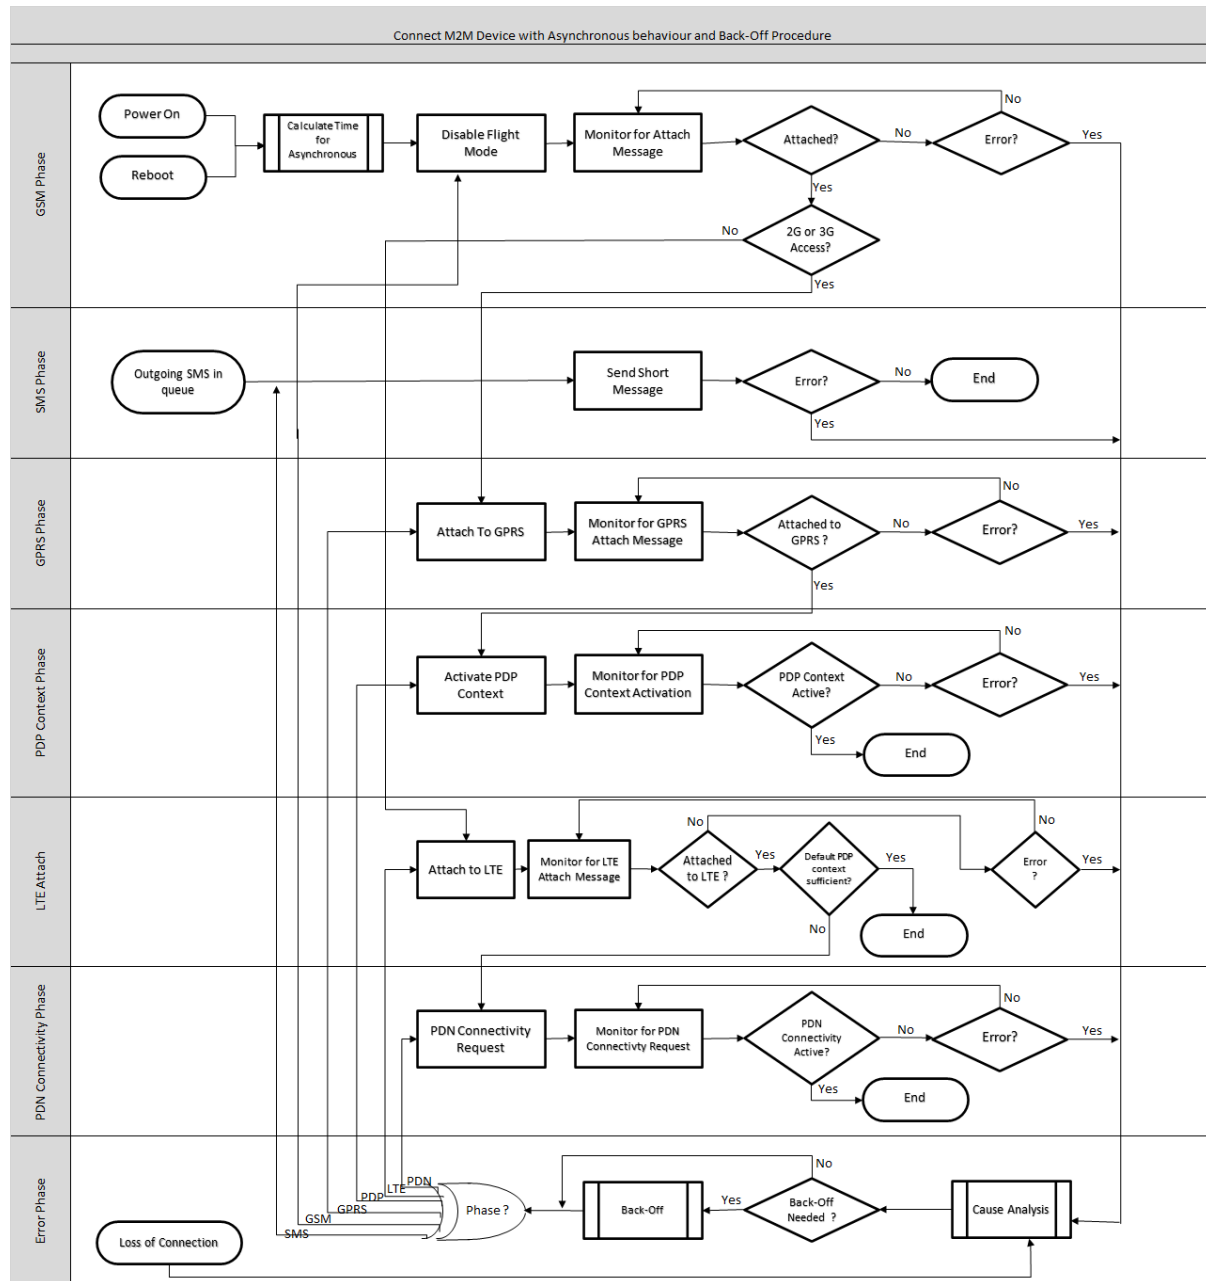 Connect M2M Device with Asynchronous behaviour and Back-Off Procedure
GSM Phase
Power On
Reboot
Calculate Time
for
Asynchronous
Disable Flight
Mode
Monitor for Attach
Message
Attached?
No
Error?
No
Yes
Yes
2G or 3G
Access?
No
Yes
SMS Phase
Outgoing SMS in
queue
Send Short
Message
Error?
No
End
Yes
GPRS Phase
Attach To GPRS
Monitor for GPRS
Attach Message
Attached to
GPRS ?
No
Error?
No
Yes
Yes
PDP Context Phase
Activate PDP
Context
Monitor for PDP
Context Activation
PDP Context
Active?
No
Error?
No
Yes
Yes
End
LTE Attach
Attach to LTE
Monitor for LTE
Attach Message
Attached
to LTE ?
No
Yes
Default PDP
context
sufficient?
Yes
No
End
Error
?
No
Yes
PDN Connectivity Phase
PDN Connectivity
Request
Monitor for PDN
Connectivty Request
PDN
Connectivity
Active?
No
Error?
No
Yes
Yes
End
Error Phase
Loss of Connection
PDN
LTE
PDP
GPRS
GSM
SMS
Phase ?
Back-Off
Yes
No
Back-Off
Needed ?
Cause Analysis